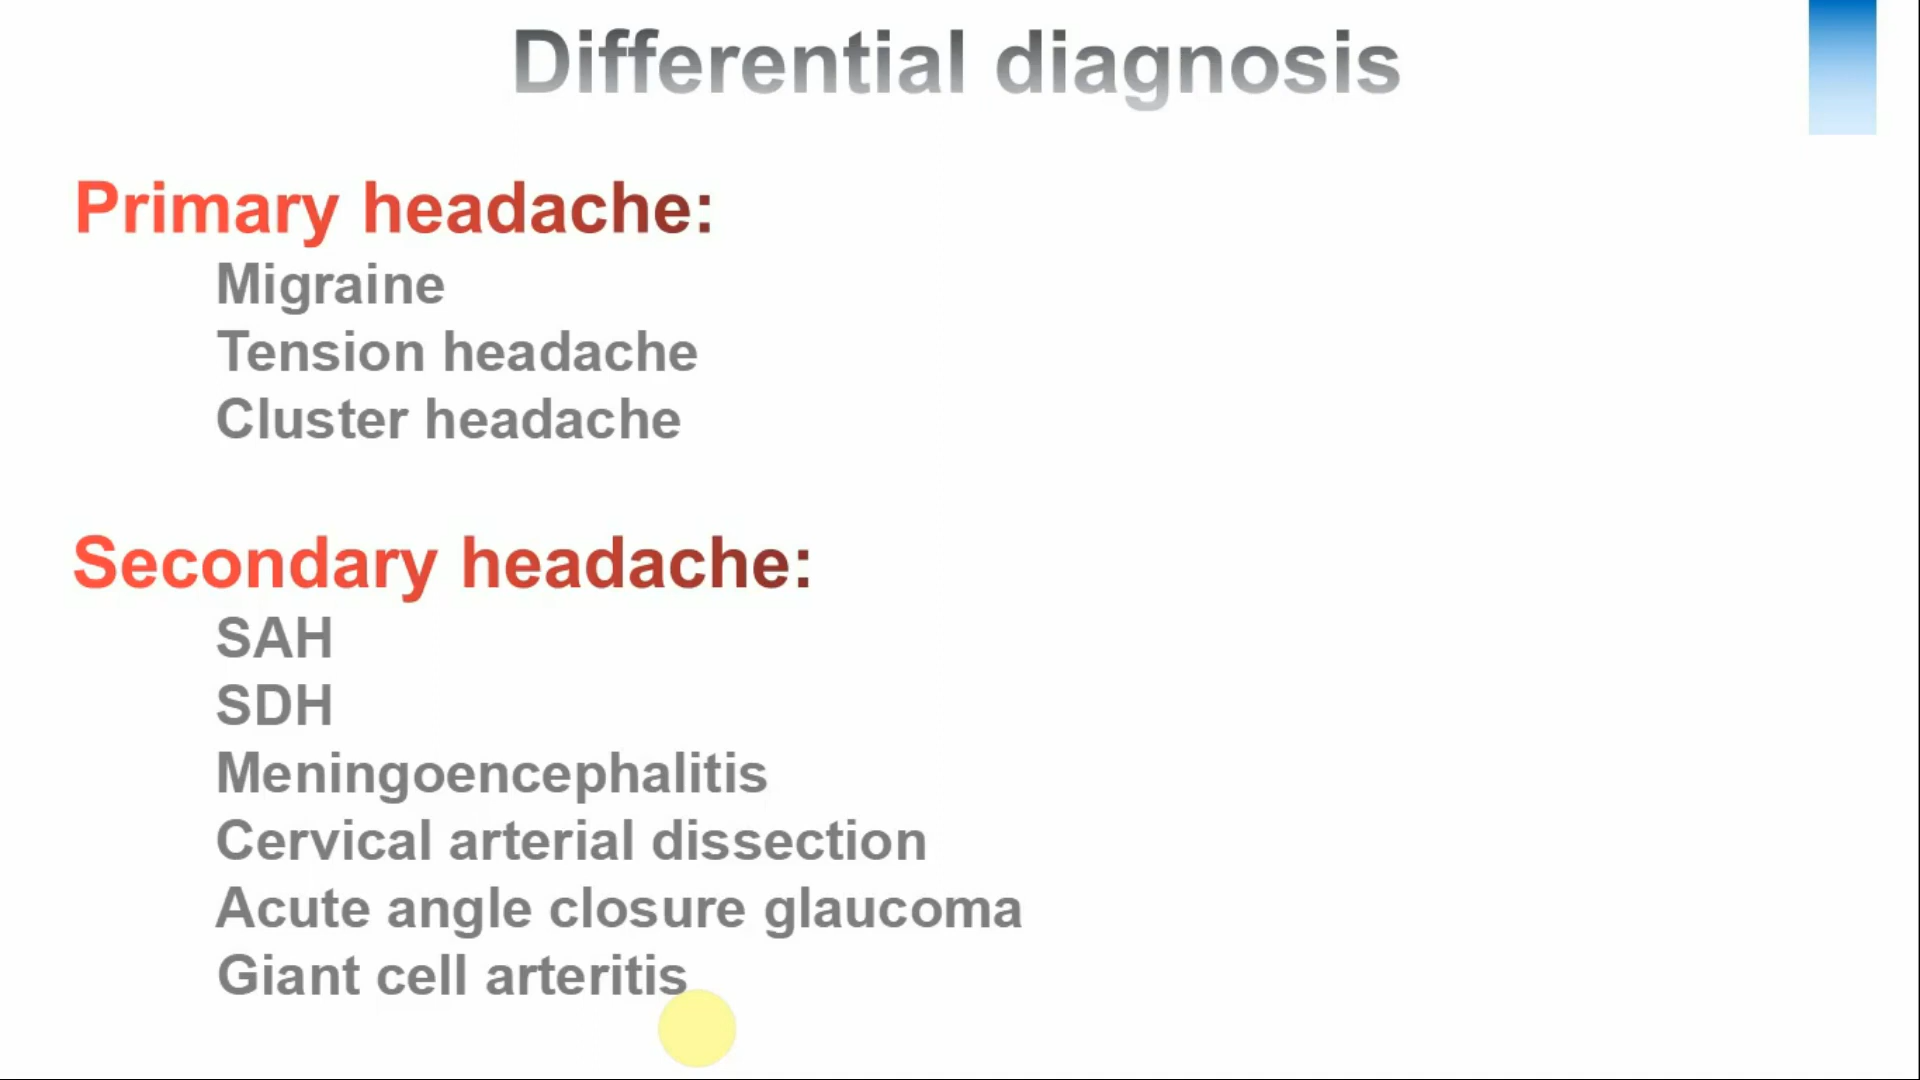 Differential diagnosis
Primary headache:
Migraine
Tension headache
Cluster headache
Secondary headache:
SAH
SDH
Meningoencephalitis
Cervical arterial dissection
Acute angle closure glaucoma
Giant cell arteritis